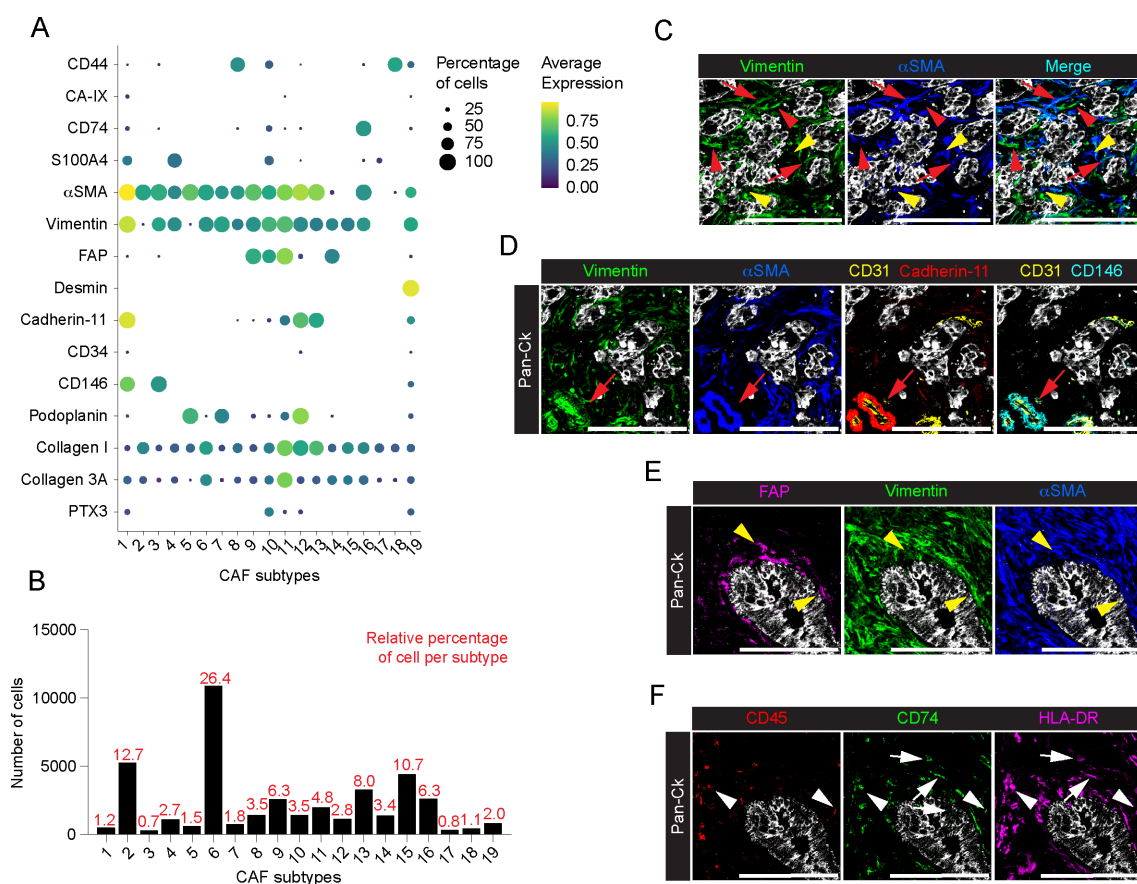 A
CD44
CA-IX
CD74
S100A4
αSMA
Vimentin
FAP
Desmin
Cadherin-11
CD34
CD146
Podoplanin
Collagen I
Collagen 3A
PTX3
1 2 3 4 5 6 7 8 9 10 11 12 13 14 15 16 17 18 19
CAF subtypes
Percentage
of cells
25
50
75
100
Average
Expression
0.75
0.50
0.25
0.00
B
Relative percentage
of cell per subtype
Number of cells
15000
10000
5000
0
1.2 12.7 0.7 2.7 1.5 26.4 1.8 3.5 6.3 3.5 4.8 2.8 8.0 3.4 10.7 6.3 0.8 1.1 2.0
1 2 3 4 5 6 7 8 9 10 11 12 13 14 15 16 17 18 19
CAF subtypes
C
Vimentin αSMA Merge
D
Pan-Ck
Vimentin αSMA CD31 Cadherin-11 CD31 CD146
E
Pan-Ck
FAP Vimentin αSMA
F
Pan-Ck
CD45 CD74 HLA-DR